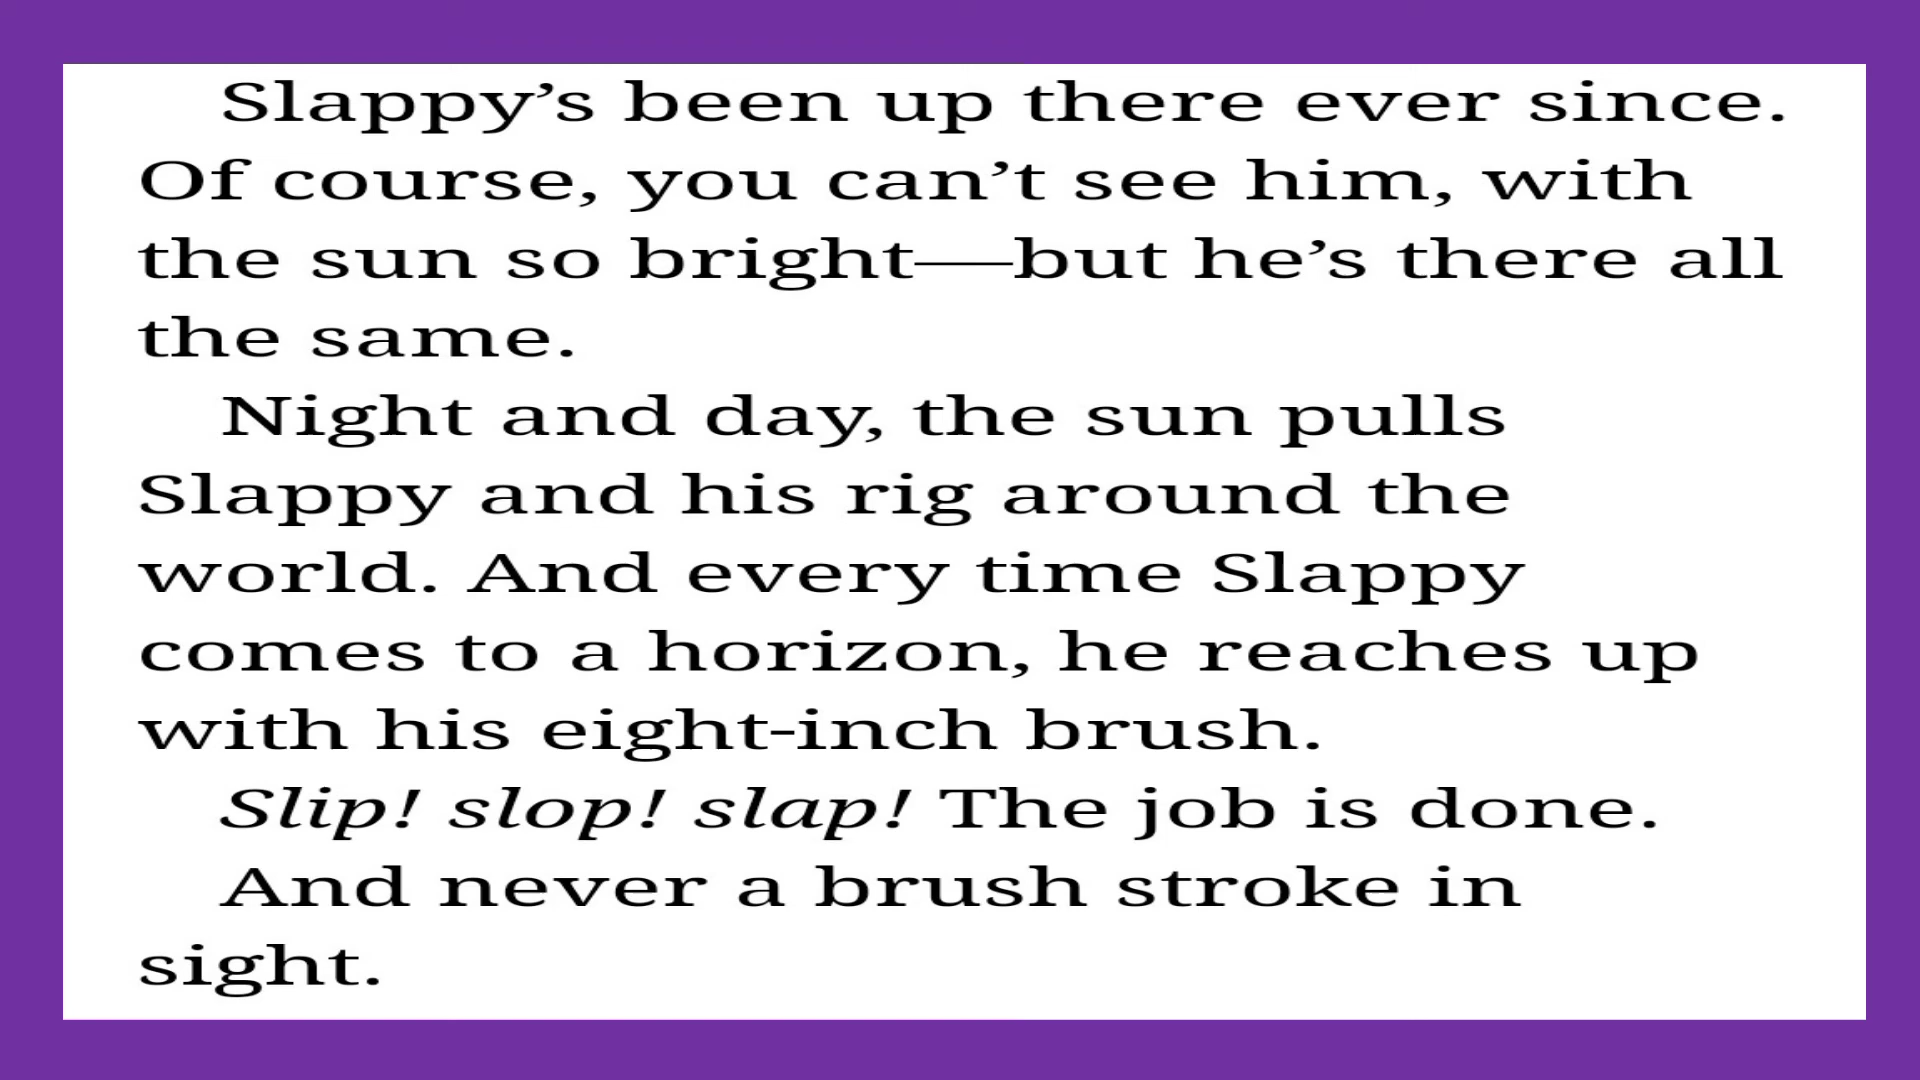 Slappy’s been up there ever since.
Of course, you can’t see him, with
the sun so bright—but he’s there all
the same.
Night and day, the sun pulls
Slappy and his rig around the
world. And every time Slappy
comes to a horizon, he reaches up
with his eight-inch brush.
Slip! slop! slap! The job is done.
And never a brush stroke in
sight.